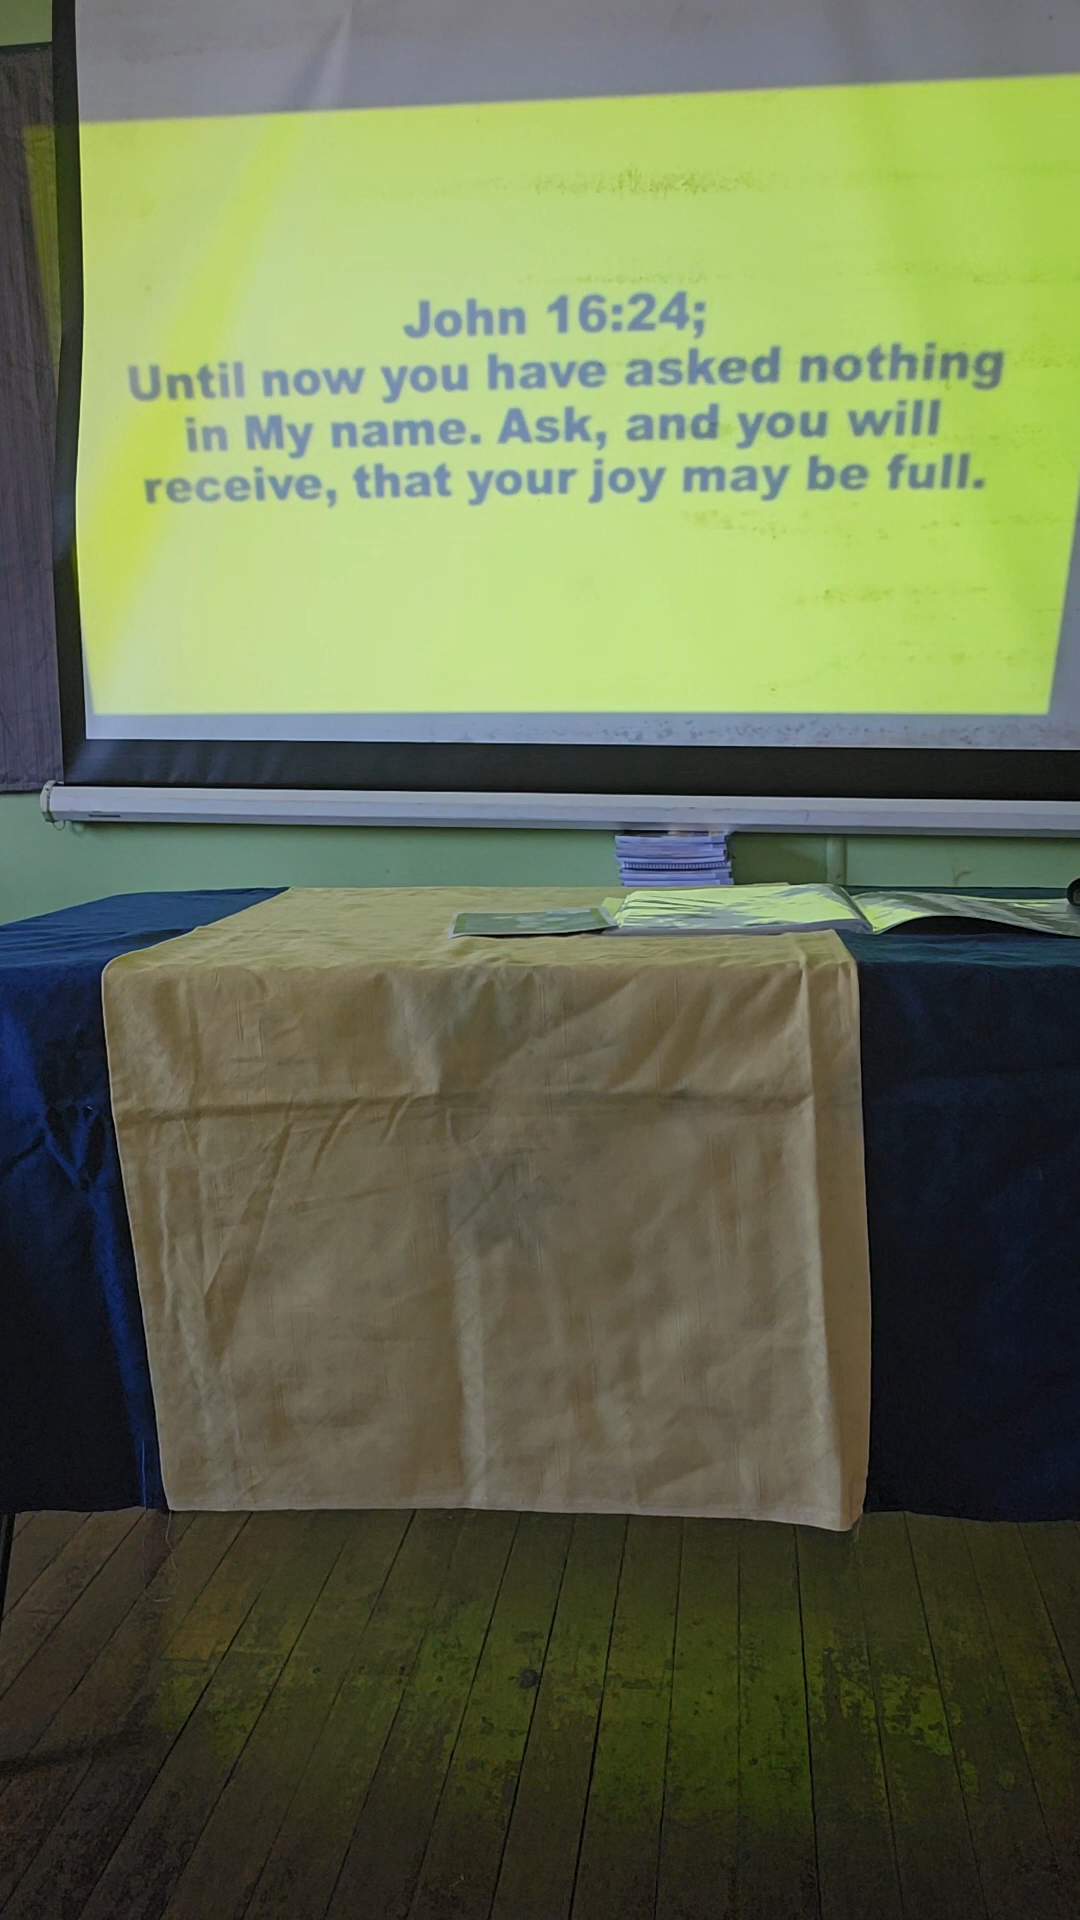 John 16:24;
Until now you have asked nothing
in My name. Ask, and you will
receive, that your joy may be full.